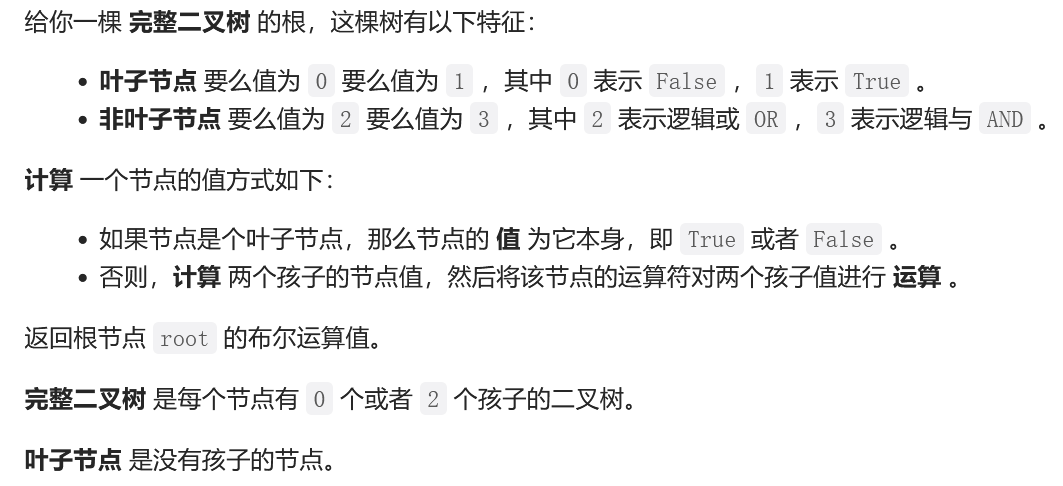 给你一棵 完整二叉树 的根，这棵树有以下特征：
• 叶子节点 要么值为 0 要么值为 1 ，其中 0 表示 False ，1 表示 True 。
• 非叶子节点 要么值为 2 要么值为 3 ，其中 2 表示逻辑或 OR ，3 表示逻辑与 AND 。
计算 一个节点的值方式如下：
• 如果节点是个叶子节点，那么节点的 值 为它本身，即 True 或者 False 。
• 否则，计算 两个孩子的节点值，然后将该节点的运算符对两个孩子值进行 运算 。
返回根节点 root 的布尔运算值。
完整二叉树 是每个节点有 0 个或者 2 个孩子的二叉树。
叶子节点 是没有孩子的节点。